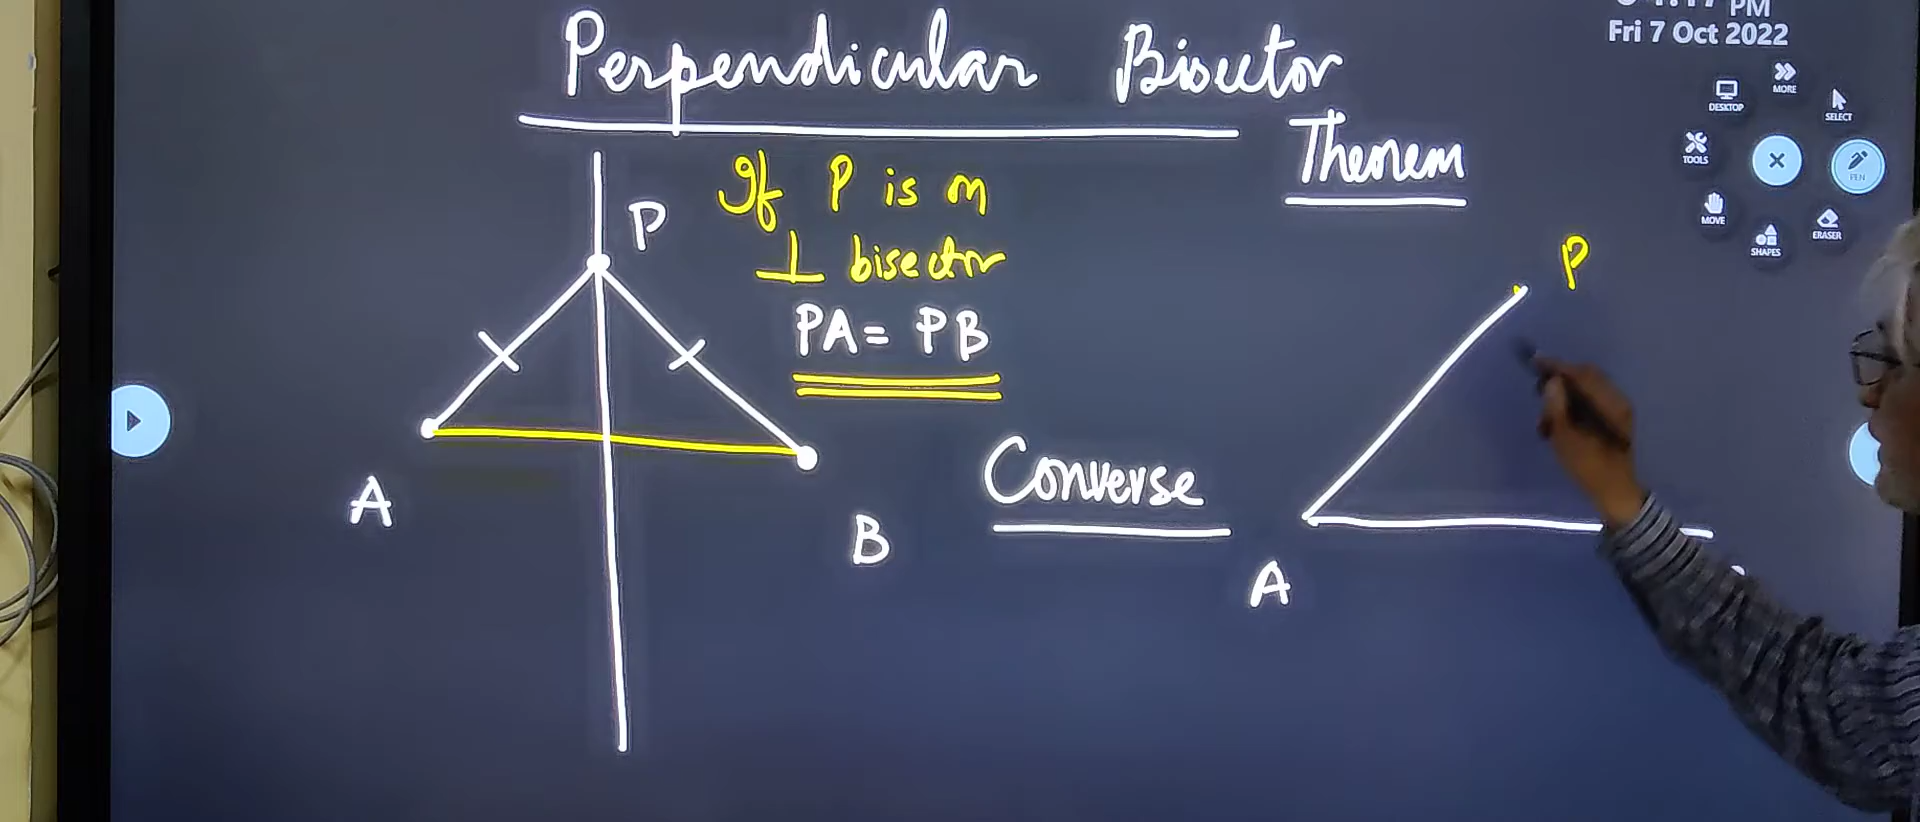 PM
Fri 7 Oct 2022
MORE
DESKTOP
SELECT
TOOLS
PEN
MOVE
ERASER
SHAPES
Perpendicular Bisector
Theorem
P
If P is on
⊥ bisector
PA = PB
A
B
Converse
P
A